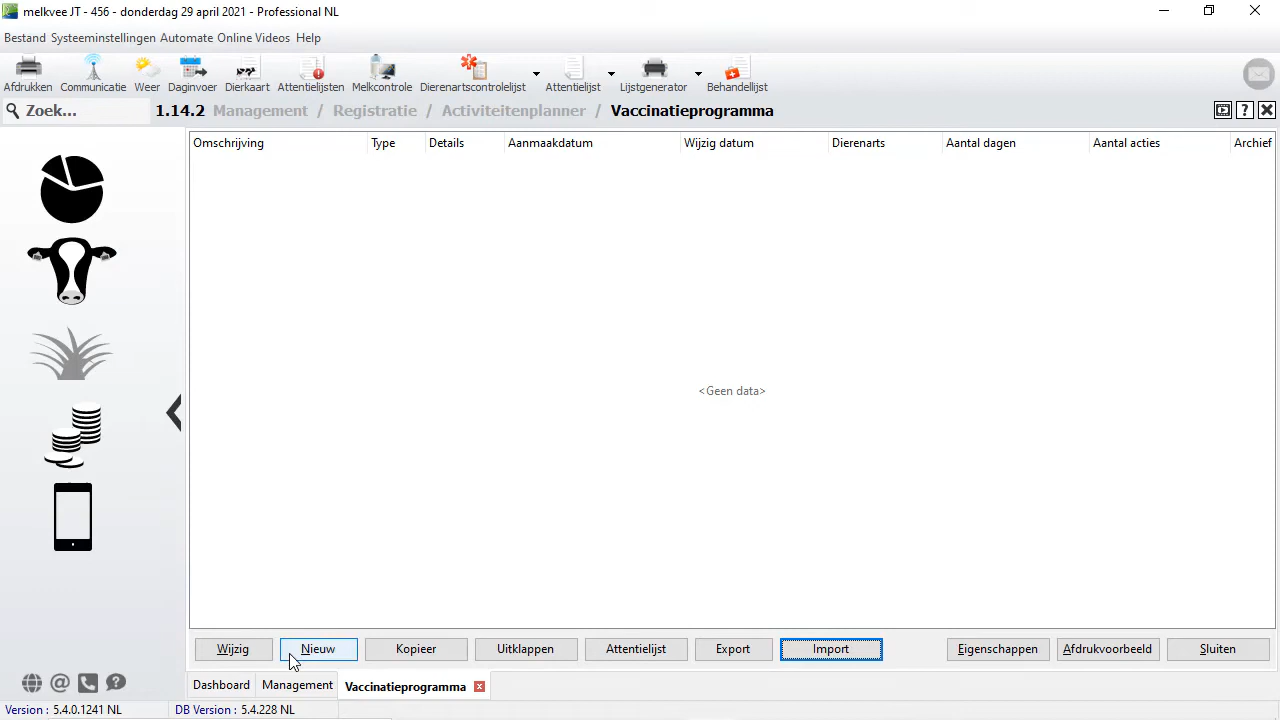 melkvee JT - 456 - donderdag 29 april 2021 - Professional NL
Bestand Systeeminstellingen Automate Online Videos Help
Afdrukken Communicatie Weer Daginvoer Dierkaart Attentielijsten Melkcontrole Dierenartscontrolelijst Attentielijst Lijstgenerator Behandellijst
Zoek... 1.14.2 Management / Registratie / Activiteitenplanner / Vaccinatieprogramma
Omschrijving Type Details Aanmaakdatum Wijzig datum Dierenarts Aantal dagen Aantal acties Archief
<Geen data>
Wijzig Nieuw Kopieer Uitklappen Attentielijst Export Import Eigenschappen Afdrukvoorbeeld Sluiten
Dashboard Management Vaccinatieprogramma
Version : 5.4.0.1241 NL DB Version : 5.4.228 NL